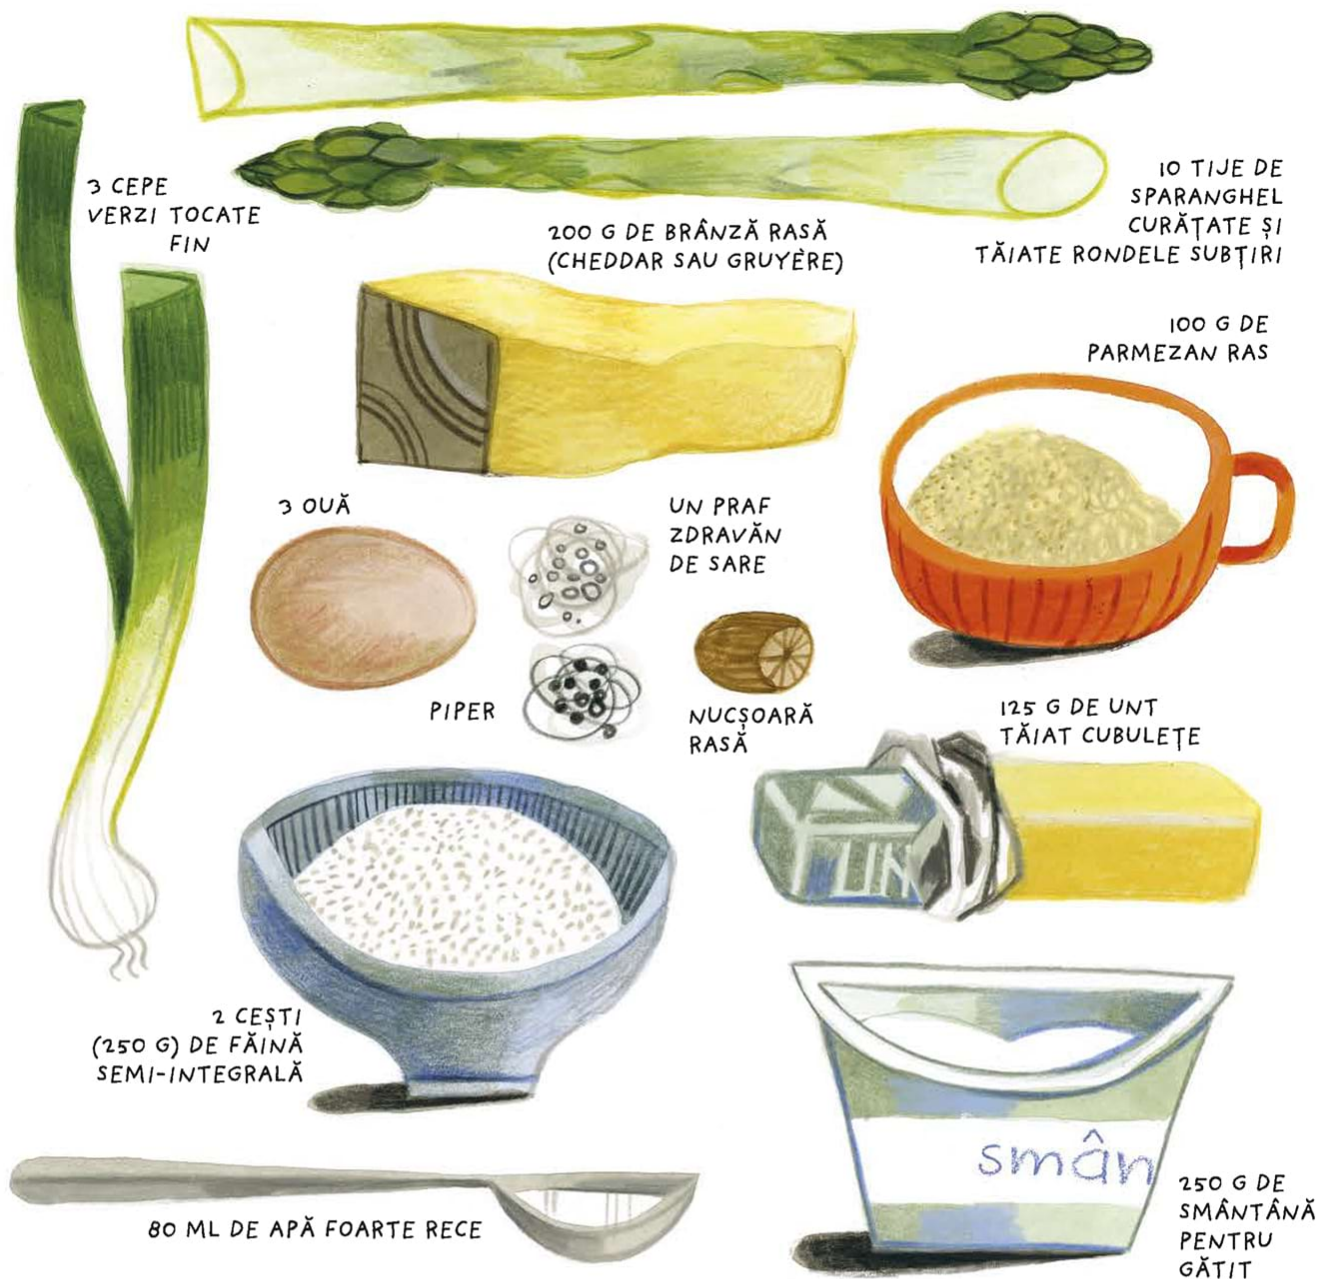 3 CEPE
VERZI TOCATE
FIN
10 TIJE DE
SPARANGHEL
CURĂȚATE ȘI
TĂIATE RONDELE SUBȚIRI
200 G DE BRÂNZĂ RASĂ
(CHEDDAR SAU GRUYÈRE)
100 G DE
PARMEZAN RAS
3 OUĂ
UN PRAF
ZDRAVĂN
DE SARE
PIPER
NUCȘOARĂ
RASĂ
125 G DE UNT
TĂIAT CUBULEȚE
UN
2 CEȘTI
(250 G) DE FĂINĂ
SEMI-INTEGRALĂ
smân
80 ML DE APĂ FOARTE RECE
250 G DE
SMÂNTÂNĂ
PENTRU
GĂTIT